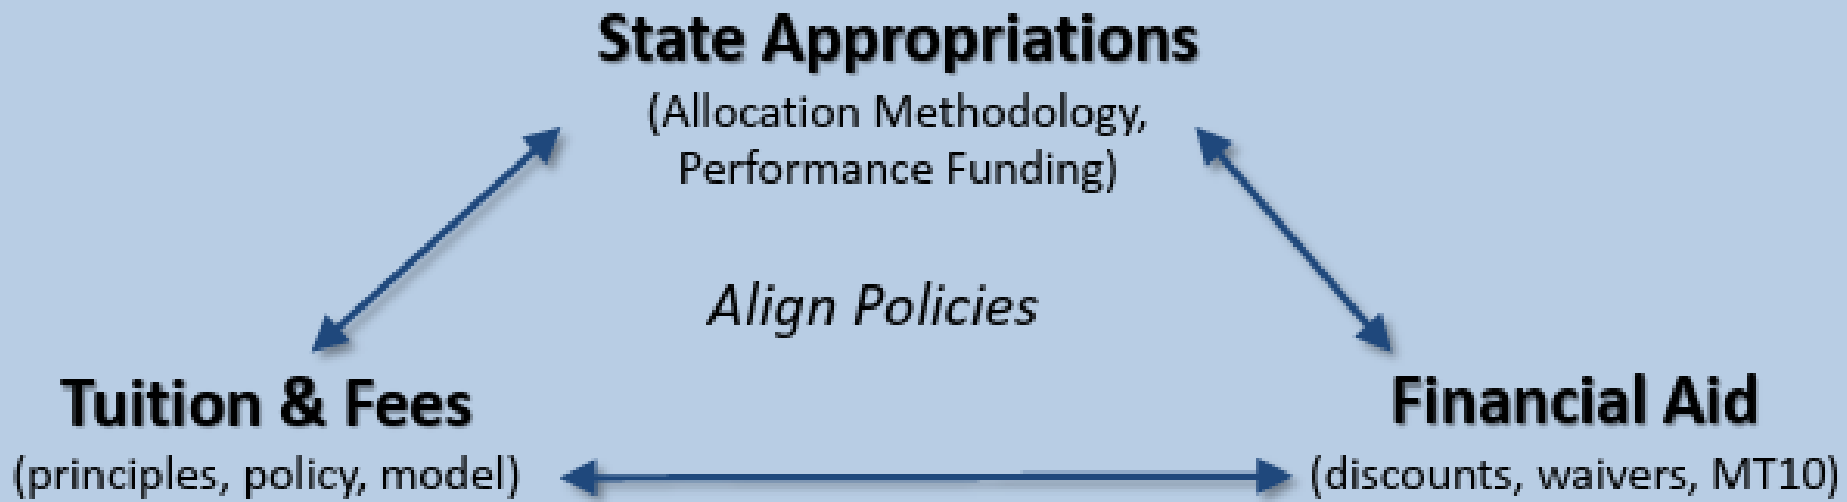 State Appropriations
(Allocation Methodology,
Performance Funding)
Align Policies
Tuition & Fees
(principles, policy, model)
Financial Aid
(discounts, waivers, MT10)